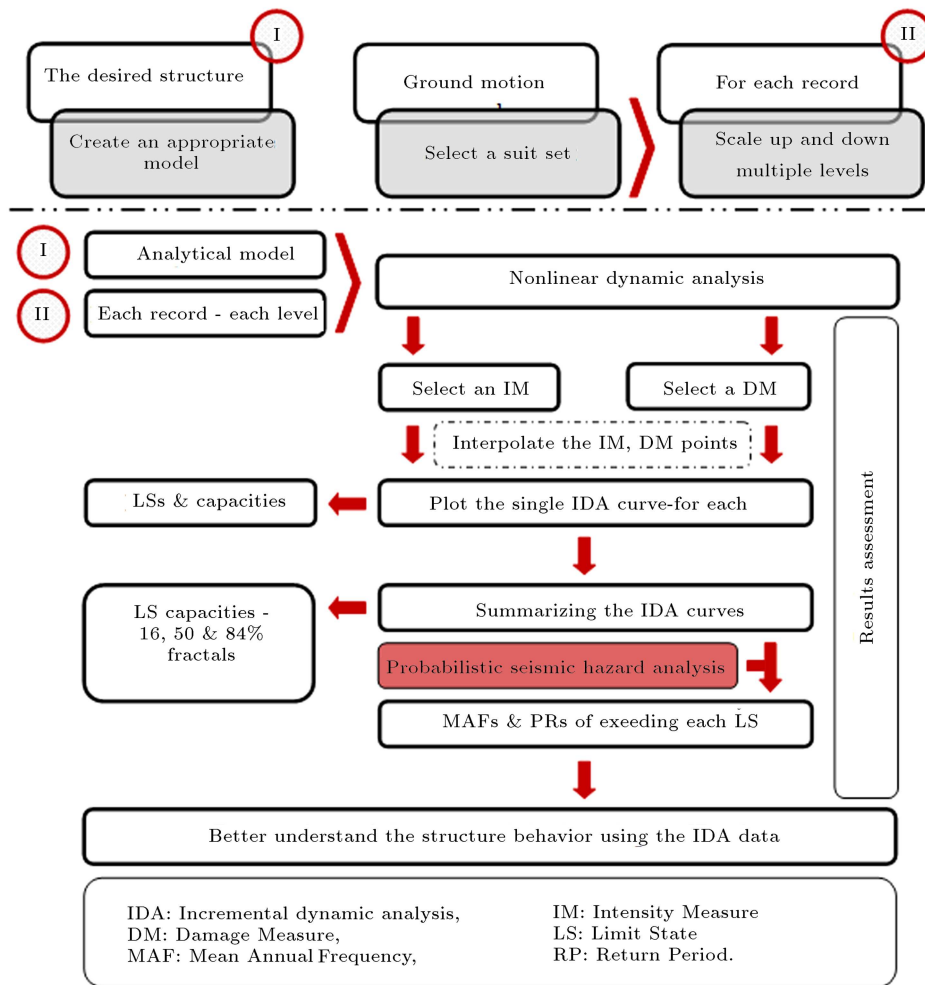 I
II
The desired structure
Ground motion
For each record
Create an appropriate
model
Select a suit set
Scale up and down
multiple levels
I
Analytical model
II
Each record - each level
Nonlinear dynamic analysis
Select an IM
Select a DM
Interpolate the IM, DM points
LSs & capacities
Plot the single IDA curve-for each
LS capacities -
16, 50 & 84%
fractals
Summarizing the IDA curves
Probabilistic seismic hazard analysis
MAFs & PRs of exeeding each LS
Results assessment
Better understand the structure behavior using the IDA data
IDA: Incremental dynamic analysis,
DM: Damage Measure,
MAF: Mean Annual Frequency,
IM: Intensity Measure
LS: Limit State
RP: Return Period.